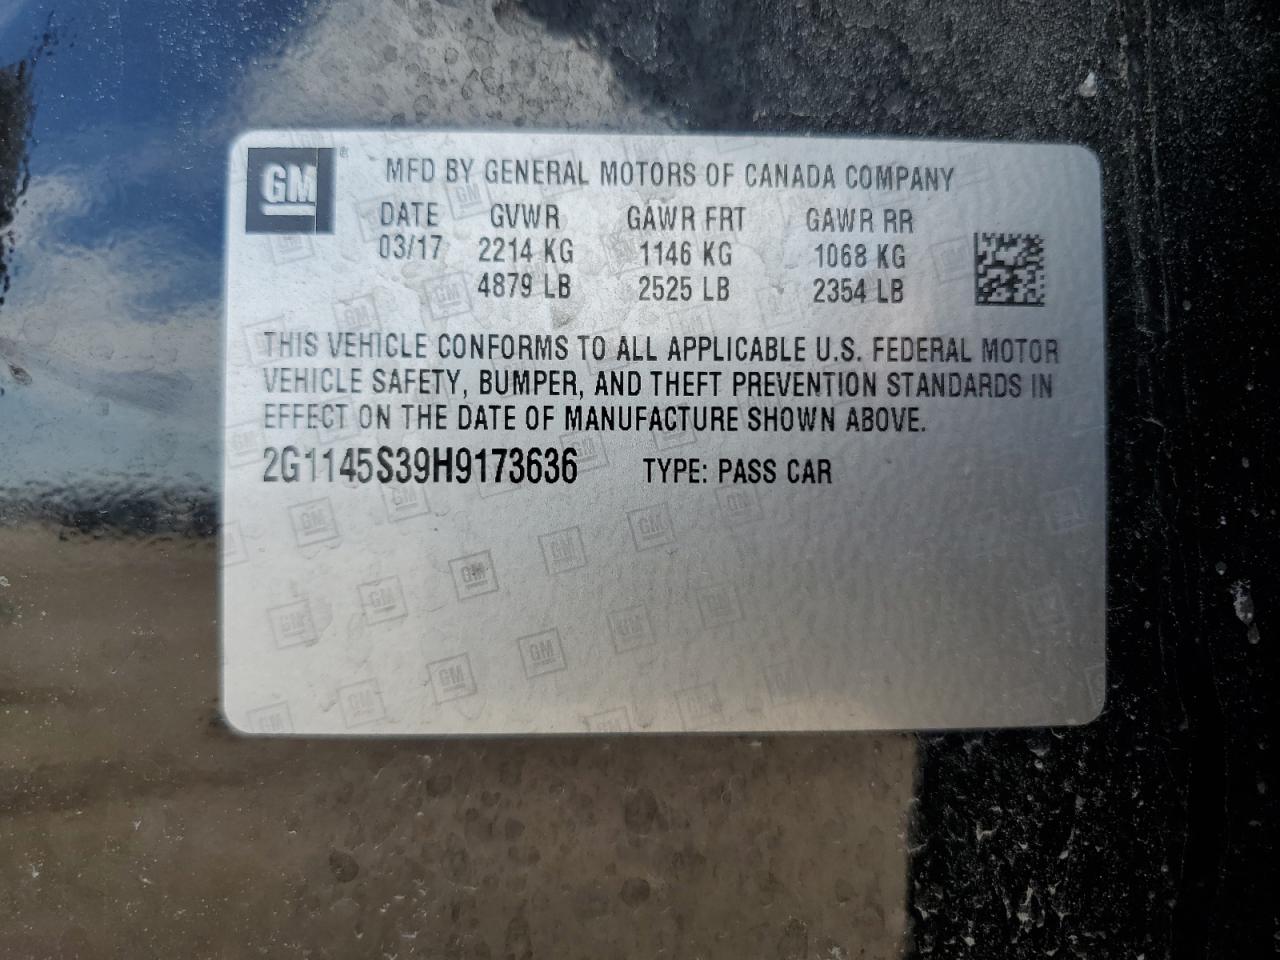 GM
MFD BY GENERAL MOTORS OF CANADA COMPANY
DATE GVWR GAWR FRT GAWR RR
03/17 2214 KG 1146 KG 1068 KG
4879 LB 2525 LB 2354 LB
THIS VEHICLE CONFORMS TO ALL APPLICABLE U.S. FEDERAL MOTOR
VEHICLE SAFETY, BUMPER, AND THEFT PREVENTION STANDARDS IN
EFFECT ON THE DATE OF MANUFACTURE SHOWN ABOVE.
2G1145S39H9173636 TYPE: PASS CAR